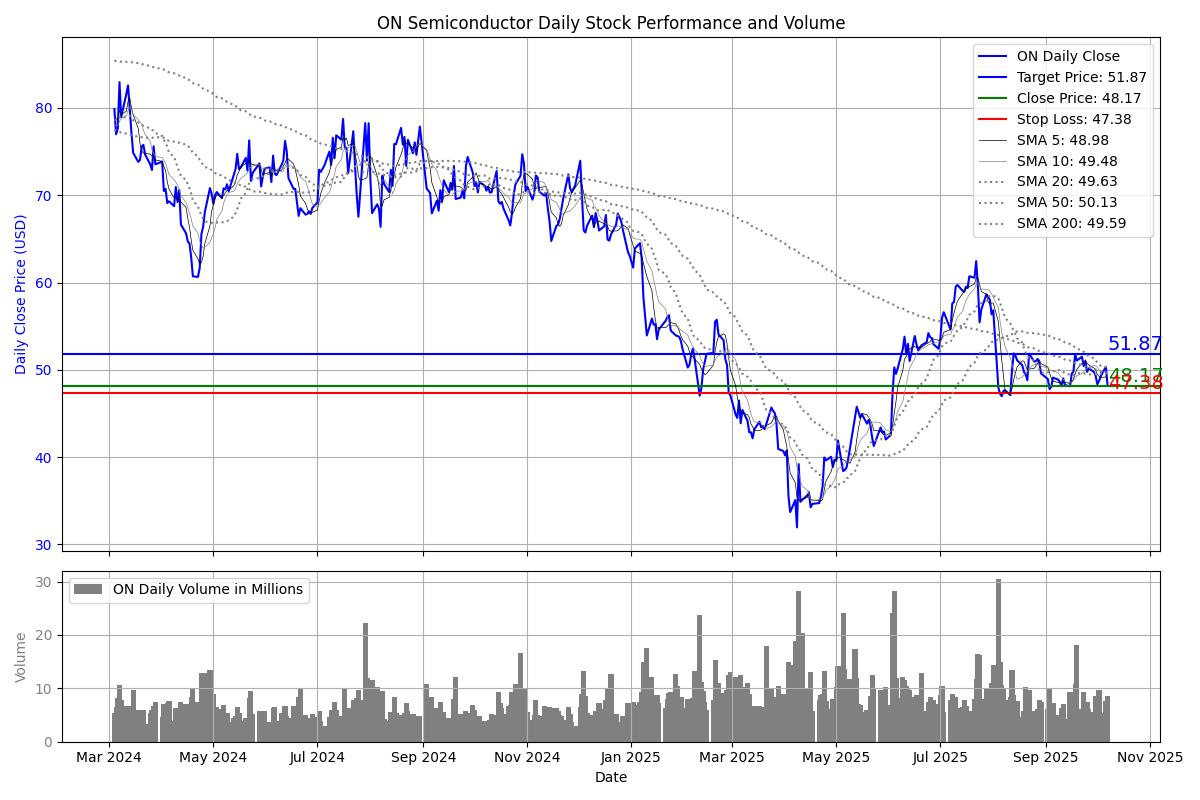 ON Semiconductor Daily Stock Performance and Volume
ON Daily Close
Target Price: 51.87
Close Price: 48.17
Stop Loss: 47.38
SMA 5: 48.98
SMA 10: 49.48
SMA 20: 49.63
SMA 50: 50.13
SMA 200: 49.59
Daily Close Price (USD)
80
70
60
50
40
30
51.87
48.17
47.38
ON Daily Volume in Millions
Volume
30
20
10
0
Mar 2024 May 2024 Jul 2024 Sep 2024 Nov 2024 Jan 2025 Mar 2025 May 2025 Jul 2025 Sep 2025 Nov 2025
Date